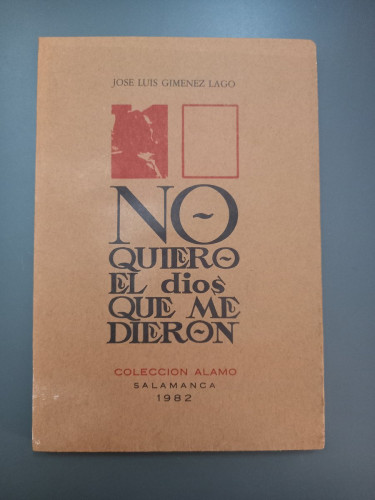 JOSE LUIS GIMENEZ LAGO
NO
QUIERO
EL dios
QUE ME
DIERON
COLECCION ALAMO
SALAMANCA
1982